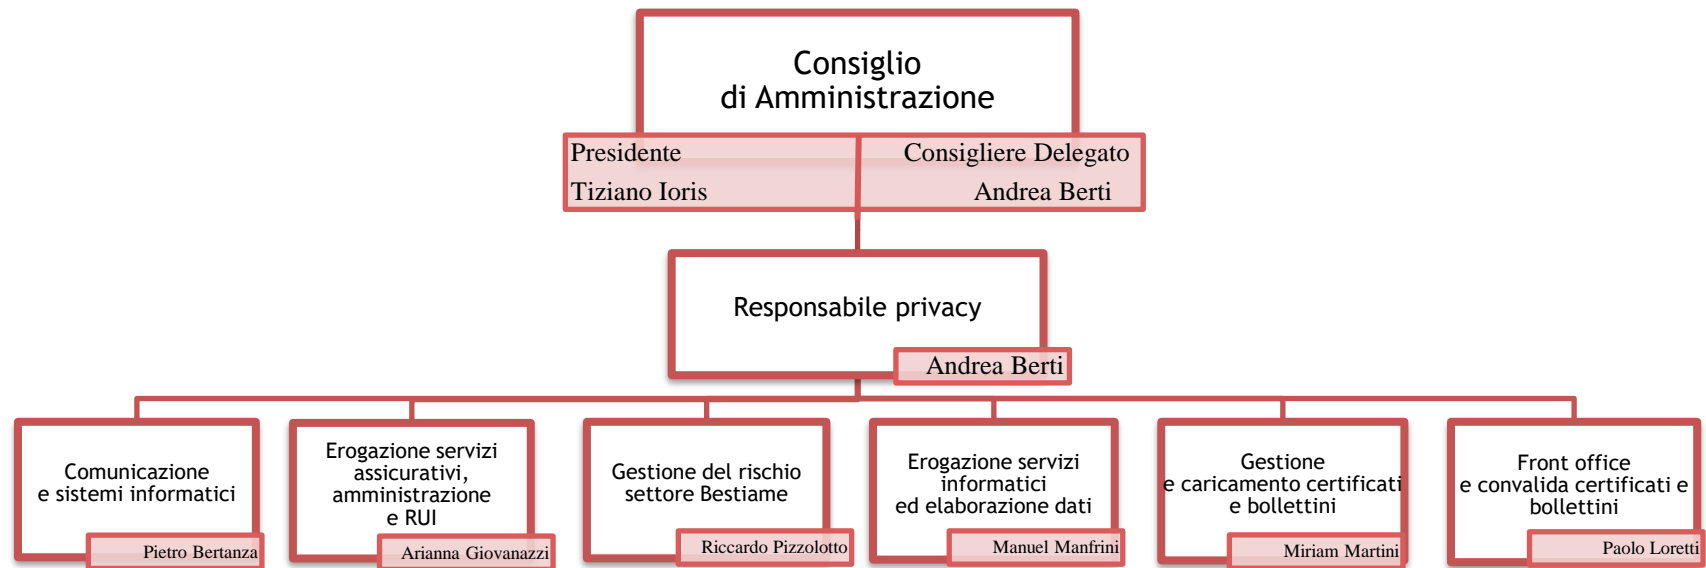 Consiglio
di Amministrazione
Presidente
Consigliere Delegato
Tiziano Ioris
Andrea Berti
Responsabile privacy
Andrea Berti
Comunicazione
e sistemi informatici
Pietro Bertanza
Erogazione servizi
assicurativi,
amministrazione
e RUI
Arianna Giovanazzi
Gestione del rischio
settore Bestiame
Riccardo Pizzolotto
Erogazione servizi
informatici
ed elaborazione dati
Manuel Manfrini
Gestione
e caricamento certificati
e bollettini
Miriam Martini
Front office
e convalida certificati e
bollettini
Paolo Loretti